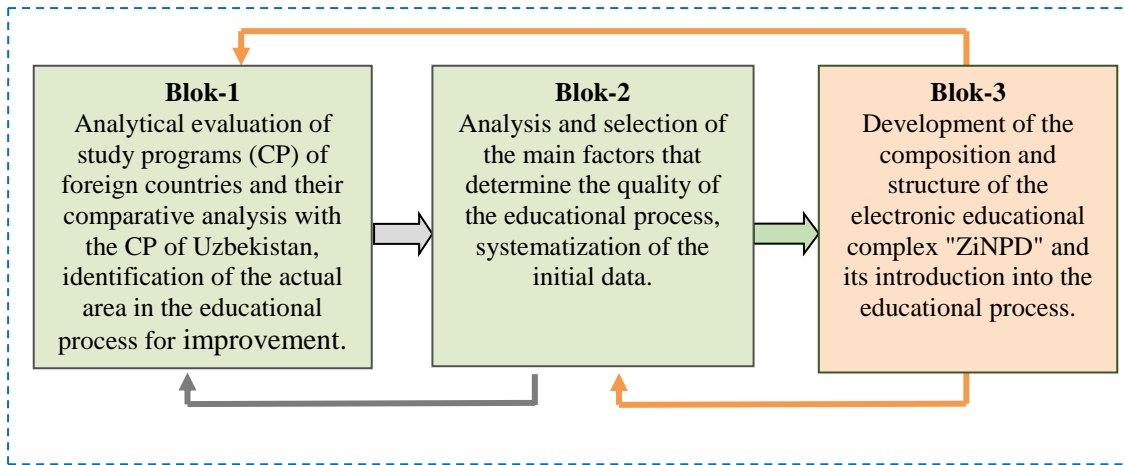 Blok-1
Analytical evaluation of
study programs (CP) of
foreign countries and their
comparative analysis with
the CP of Uzbekistan,
identification of the actual
area in the educational
process for improvement.
Blok-2
Analysis and selection of
the main factors that
determine the quality of
the educational process,
systematization of the
initial data.
Blok-3
Development of the
composition and
structure of the
electronic educational
complex "ZiNPD" and
its introduction into the
educational process.